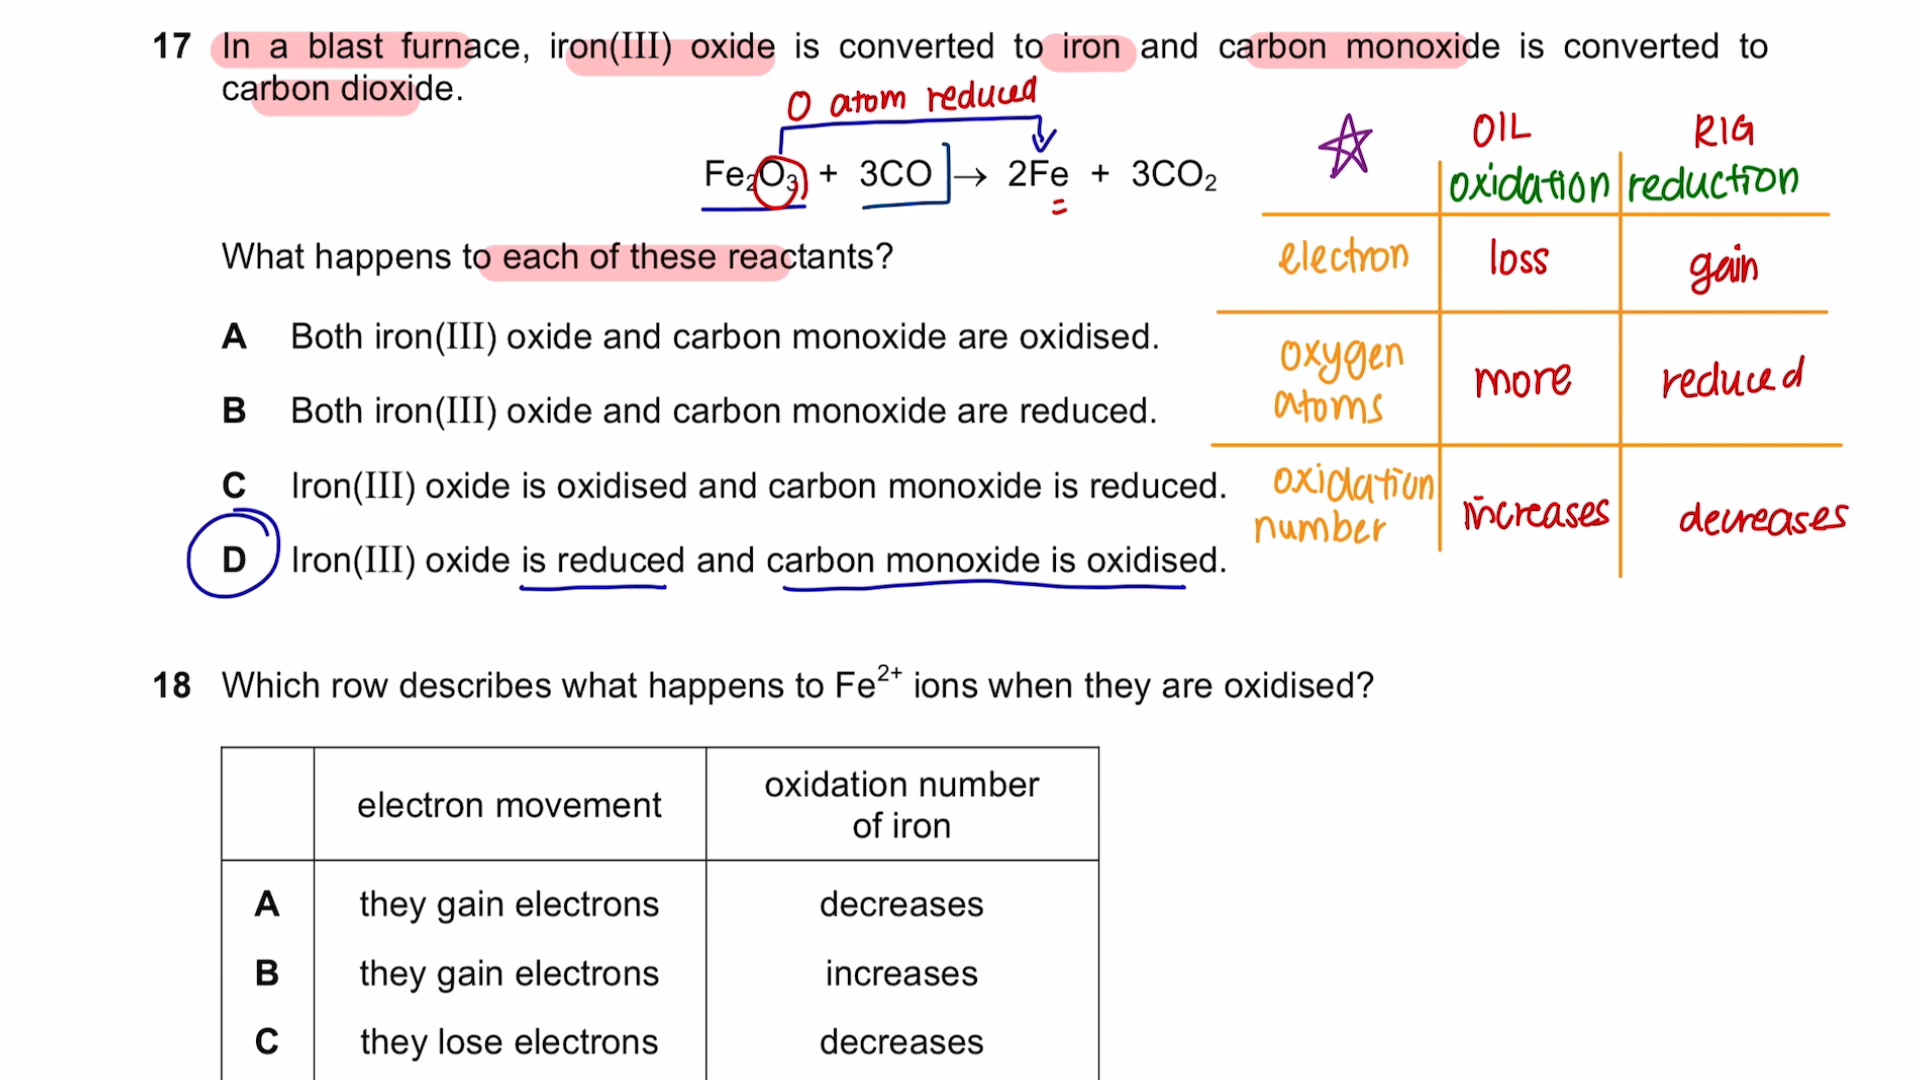 17 In a blast furnace, iron(III) oxide is converted to iron and carbon monoxide is converted to
carbon dioxide.
O atom reduced
Fe₂O₃ + 3CO → 2Fe + 3CO₂
OIL RIG
oxidation reduction
electron loss gain
oxygen atoms more reduced
oxidation number increases decreases
What happens to each of these reactants?
A Both iron(III) oxide and carbon monoxide are oxidised.
B Both iron(III) oxide and carbon monoxide are reduced.
C Iron(III) oxide is oxidised and carbon monoxide is reduced.
D Iron(III) oxide is reduced and carbon monoxide is oxidised.
18 Which row describes what happens to Fe²⁺ ions when they are oxidised?
electron movement oxidation number of iron
A they gain electrons decreases
B they gain electrons increases
C they lose electrons decreases